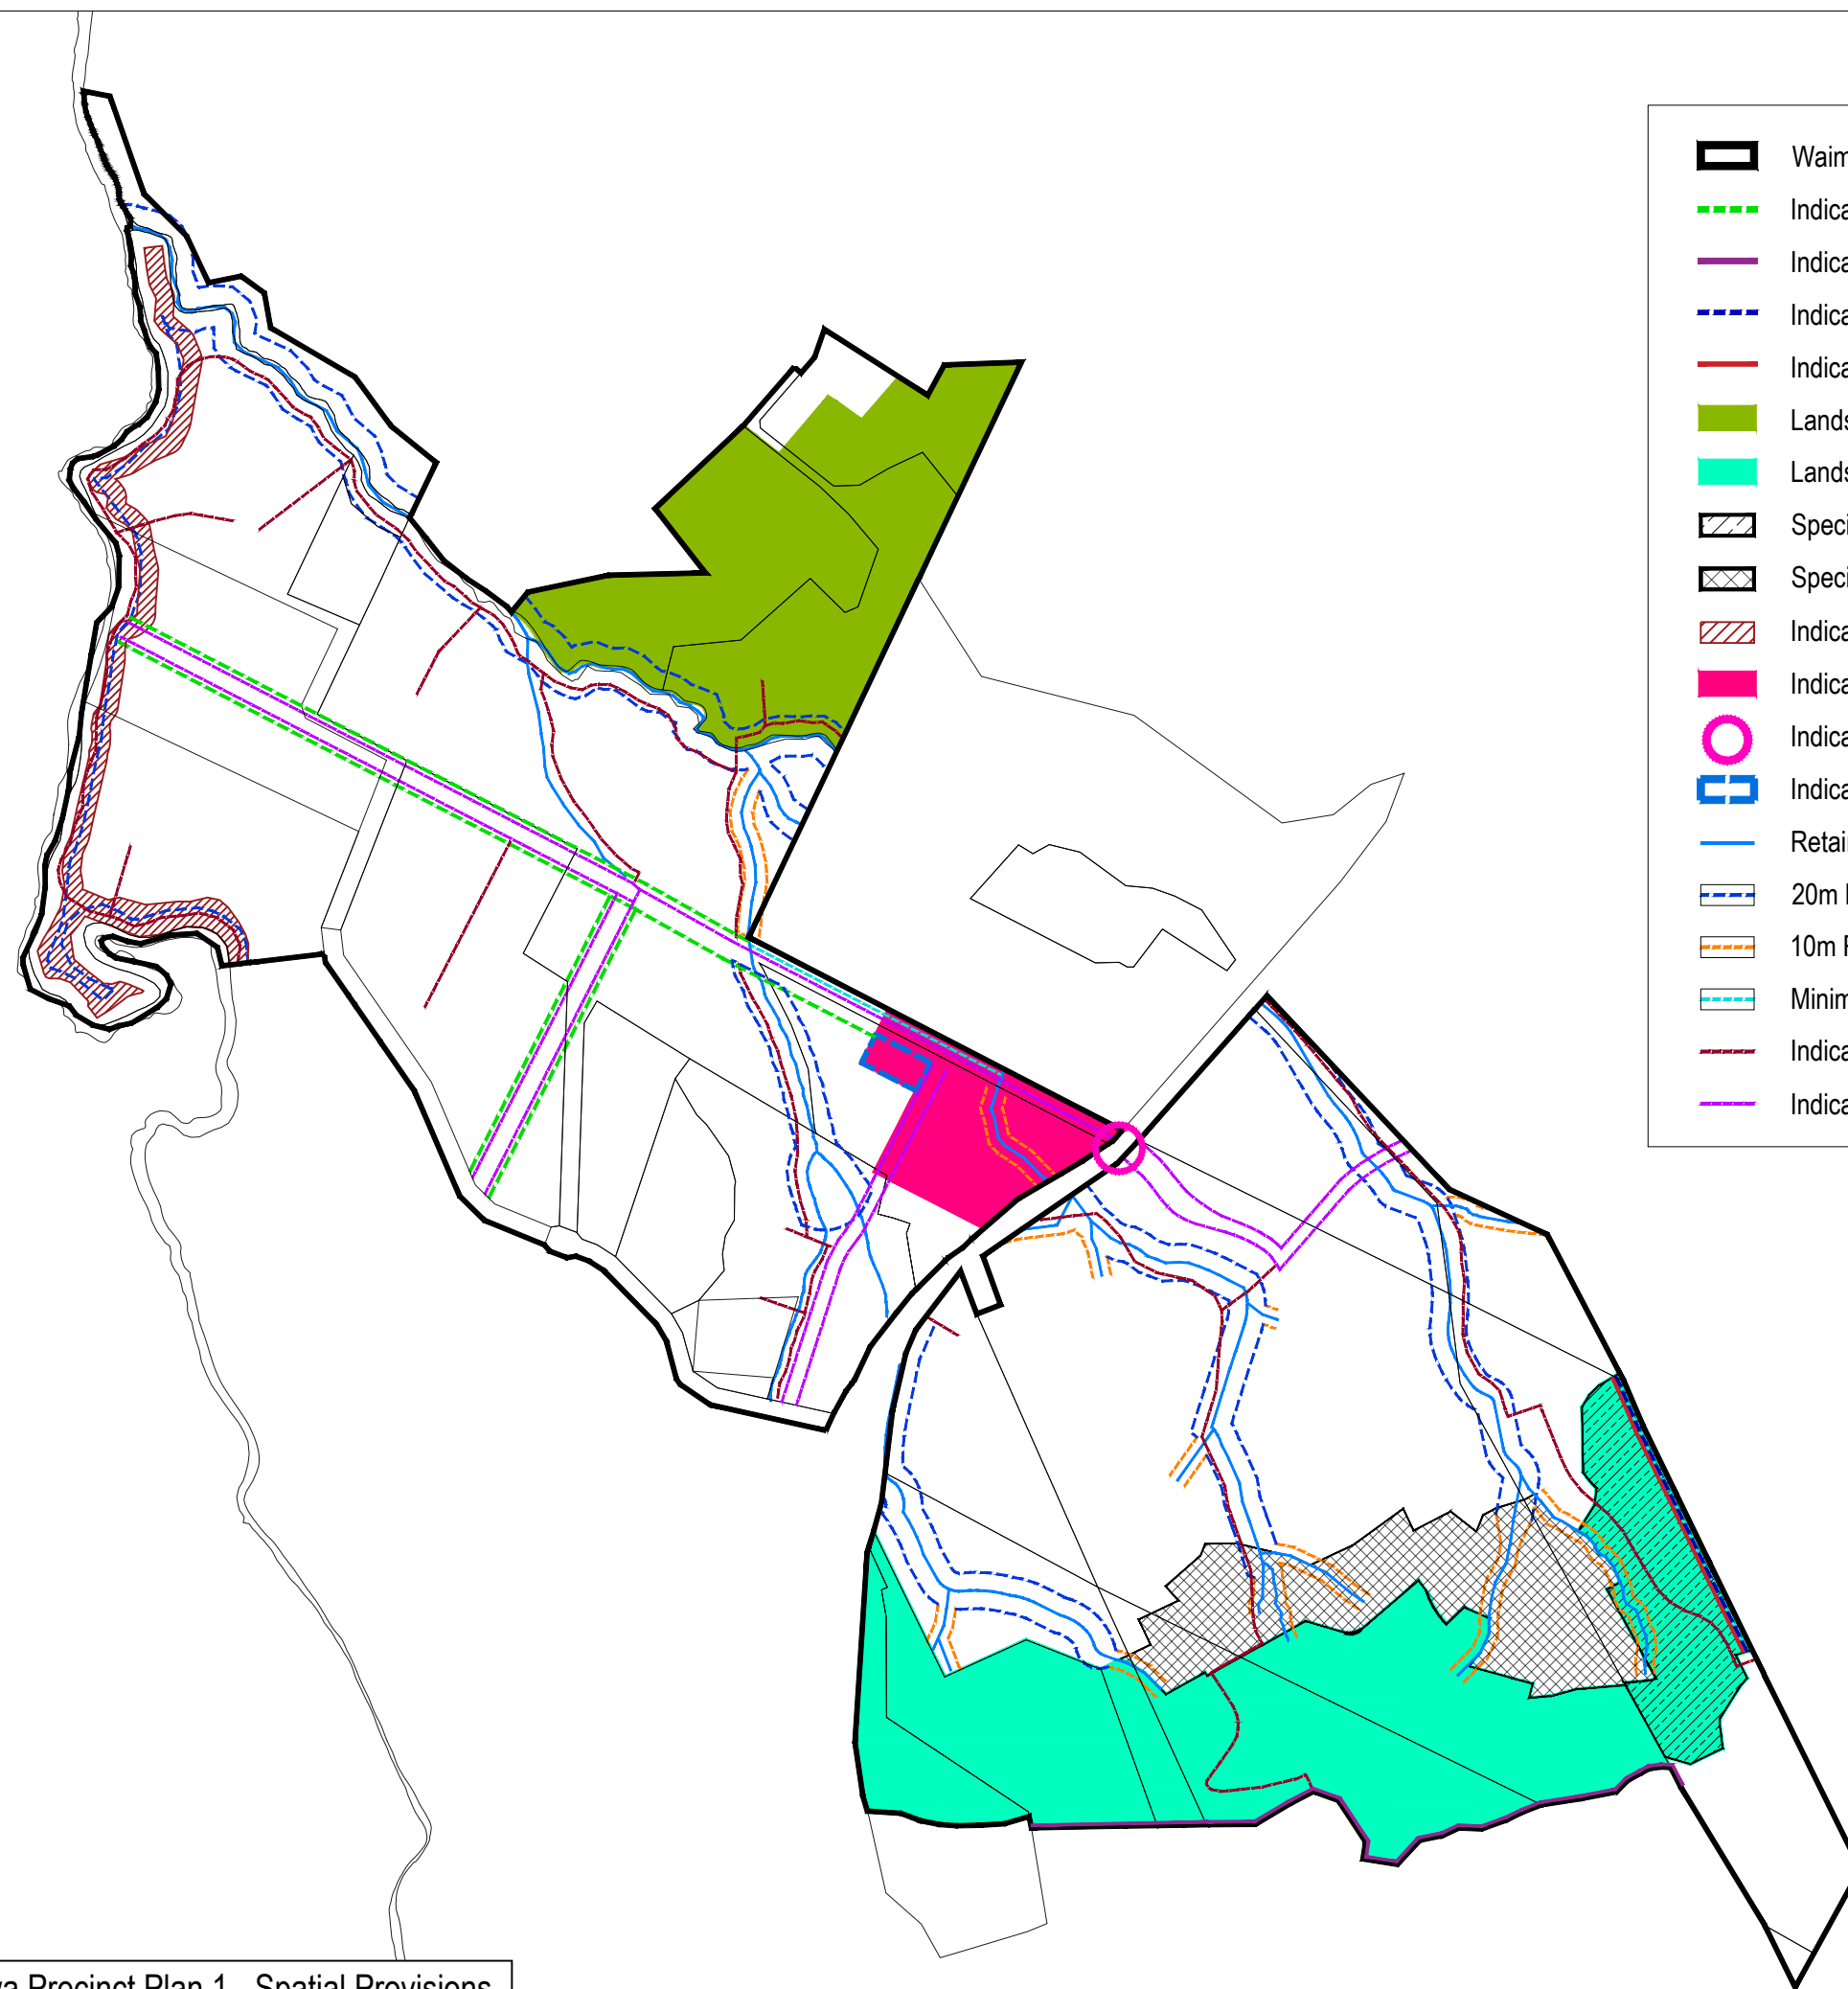 Waim
Indica
Indica
Indica
Indica
Lands
Lands
Speci
Speci
Indica
Indica
Indica
Indica
Retai
20m
10m
Minim
Indica
Indica
Precinct Plan 1 - Spatial Provisions